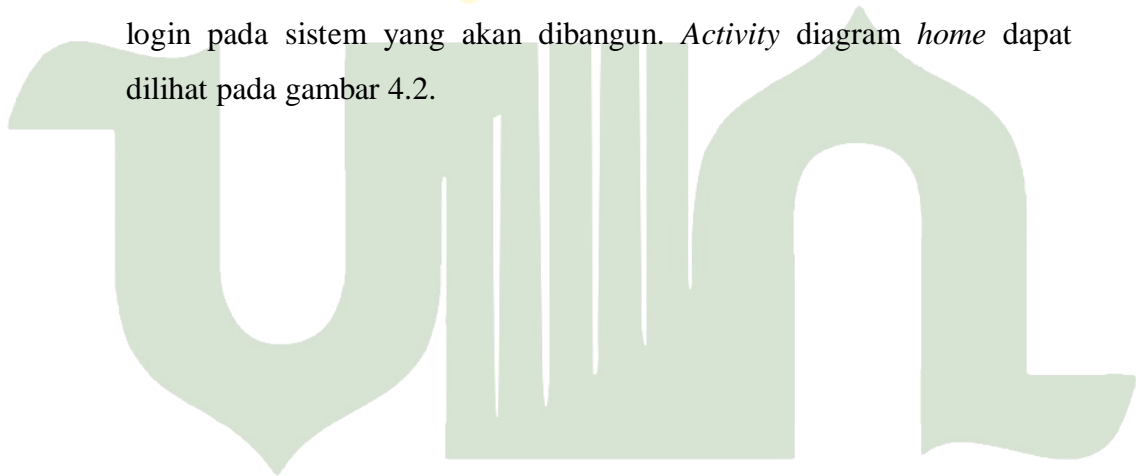 login pada sistem yang akan dibangun. Activity diagram home dapat
dilihat pada gambar 4.2.